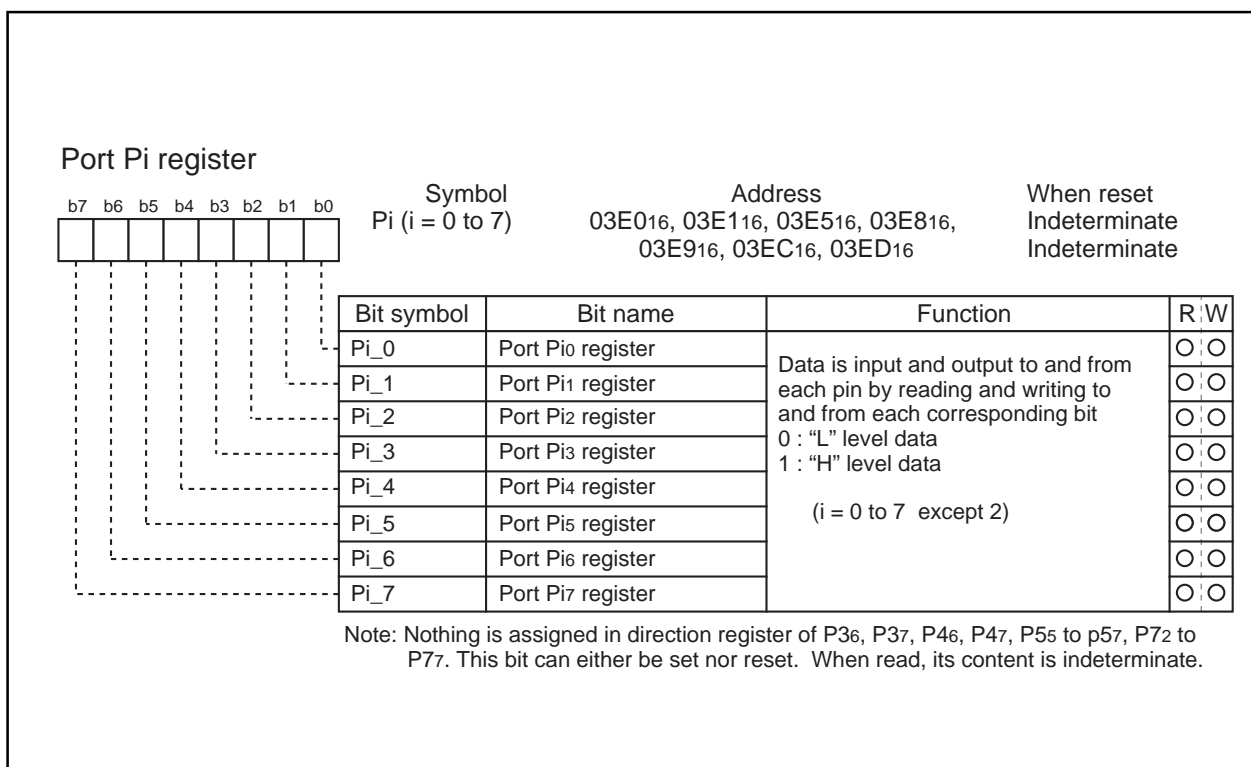 Port Pi register
Symbol Address When reset
b7 b6 b5 b4 b3 b2 b1 b0
Pi (i = 0 to 7) 03E016, 03E116, 03E516, 03E816, Indeterminate
03E916, 03EC16, 03ED16 Indeterminate
Bit symbol Bit name Function R W
Pi_0 Port Pi0 register
Pi_1 Port Pi1 register
Pi_2 Port Pi2 register
Pi_3 Port Pi3 register
Pi_4 Port Pi4 register
Pi_5 Port Pi5 register
Pi_6 Port Pi6 register
Pi_7 Port Pi7 register
Data is input and output to and from
each pin by reading and writing to
and from each corresponding bit
0 : “L” level data
1 : “H” level data
(i = 0 to 7 except 2)
Note: Nothing is assigned in direction register of P36, P37, P46, P47, P55 to p57, P72 to
P77. This bit can either be set nor reset. When read, its content is indeterminate.